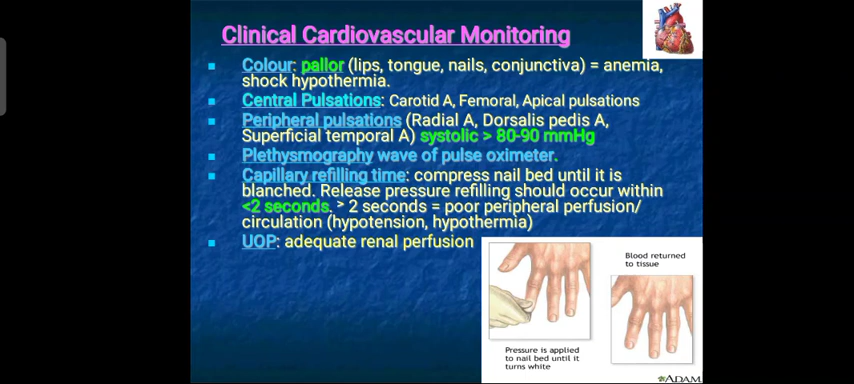 Clinical Cardiovascular Monitoring
Colour: pallor (lips, tongue, nails, conjunctiva) = anemia,
shock hypothermia.
Central Pulsations: Carotid A, Femoral, Apical pulsations
Peripheral pulsations (Radial A, Dorsalis pedis A,
Superficial temporal A) systolic > 80-90 mmHg
Plethysmography wave of pulse oximeter.
Capillary refilling time: compress nail bed until it is
blanched. Release pressure refilling should occur within
<2 seconds. > 2 seconds = poor peripheral perfusion/
circulation (hypotension, hypothermia)
UOP: adequate renal perfusion
Blood returned
to tissue
Pressure is applied
to nail bed until it
turns white
ADAM.